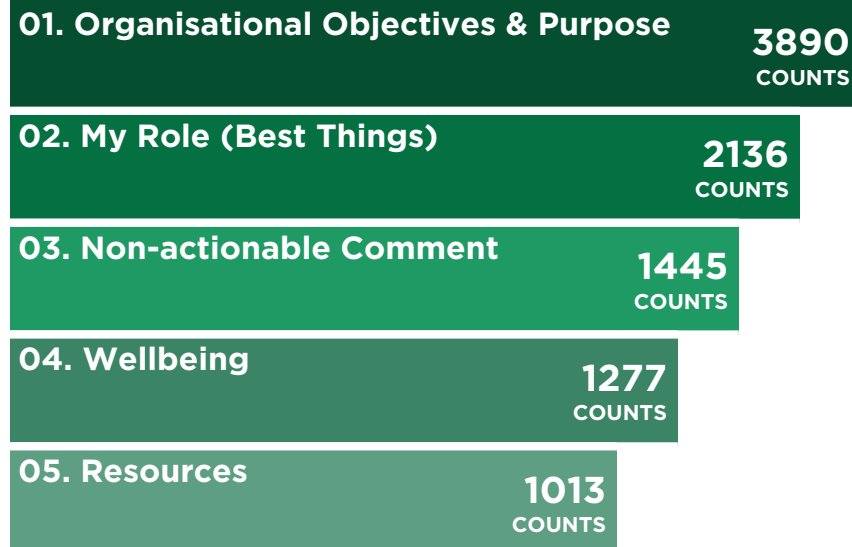 01. Organisational Objectives & Purpose
3890
COUNTS
02. My Role (Best Things)
2136
COUNTS
03. Non-actionable Comment
1445
COUNTS
04. Wellbeing
1277
COUNTS
05. Resources
1013
COUNTS